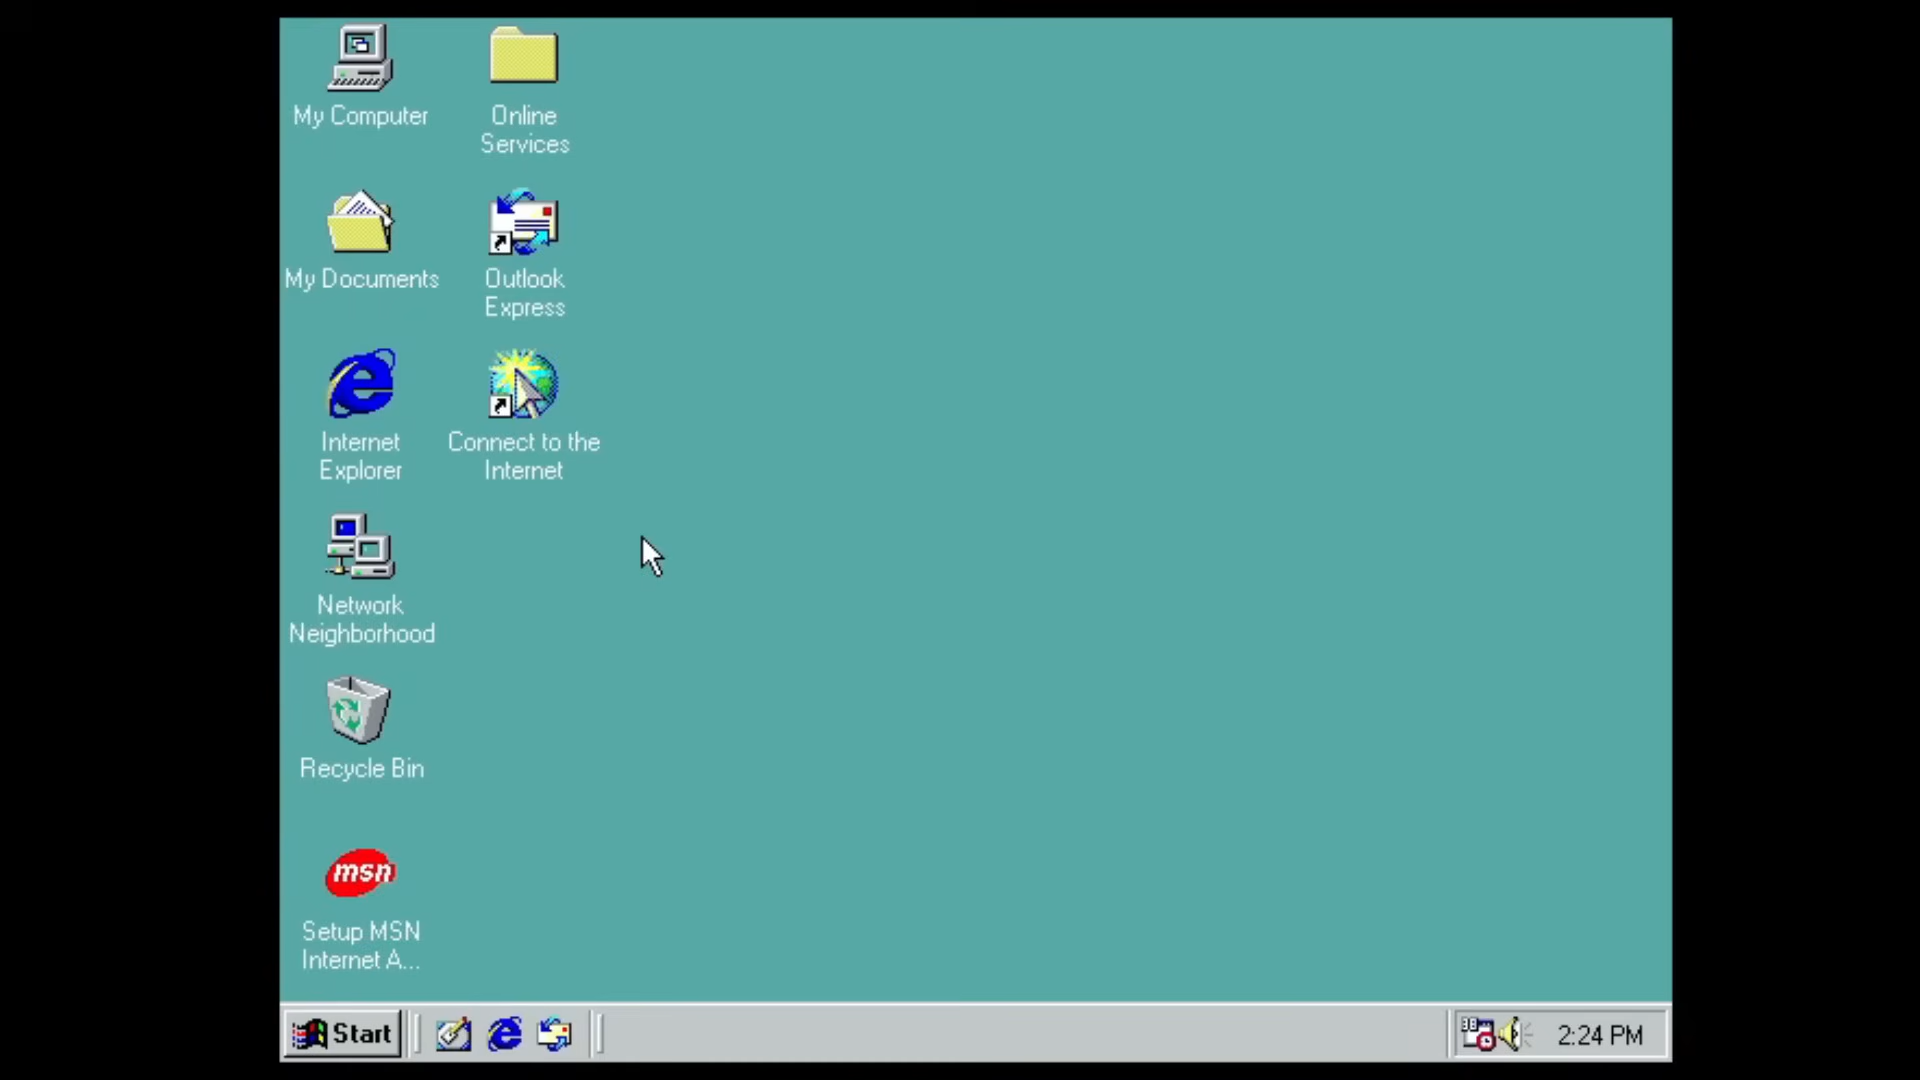 My Computer
Online
Services
My Documents
Outlook
Express
Internet
Explorer
Connect to the
Internet
Network
Neighborhood
Recycle Bin
msn
Setup MSN
Internet A...
Start
2:24 PM